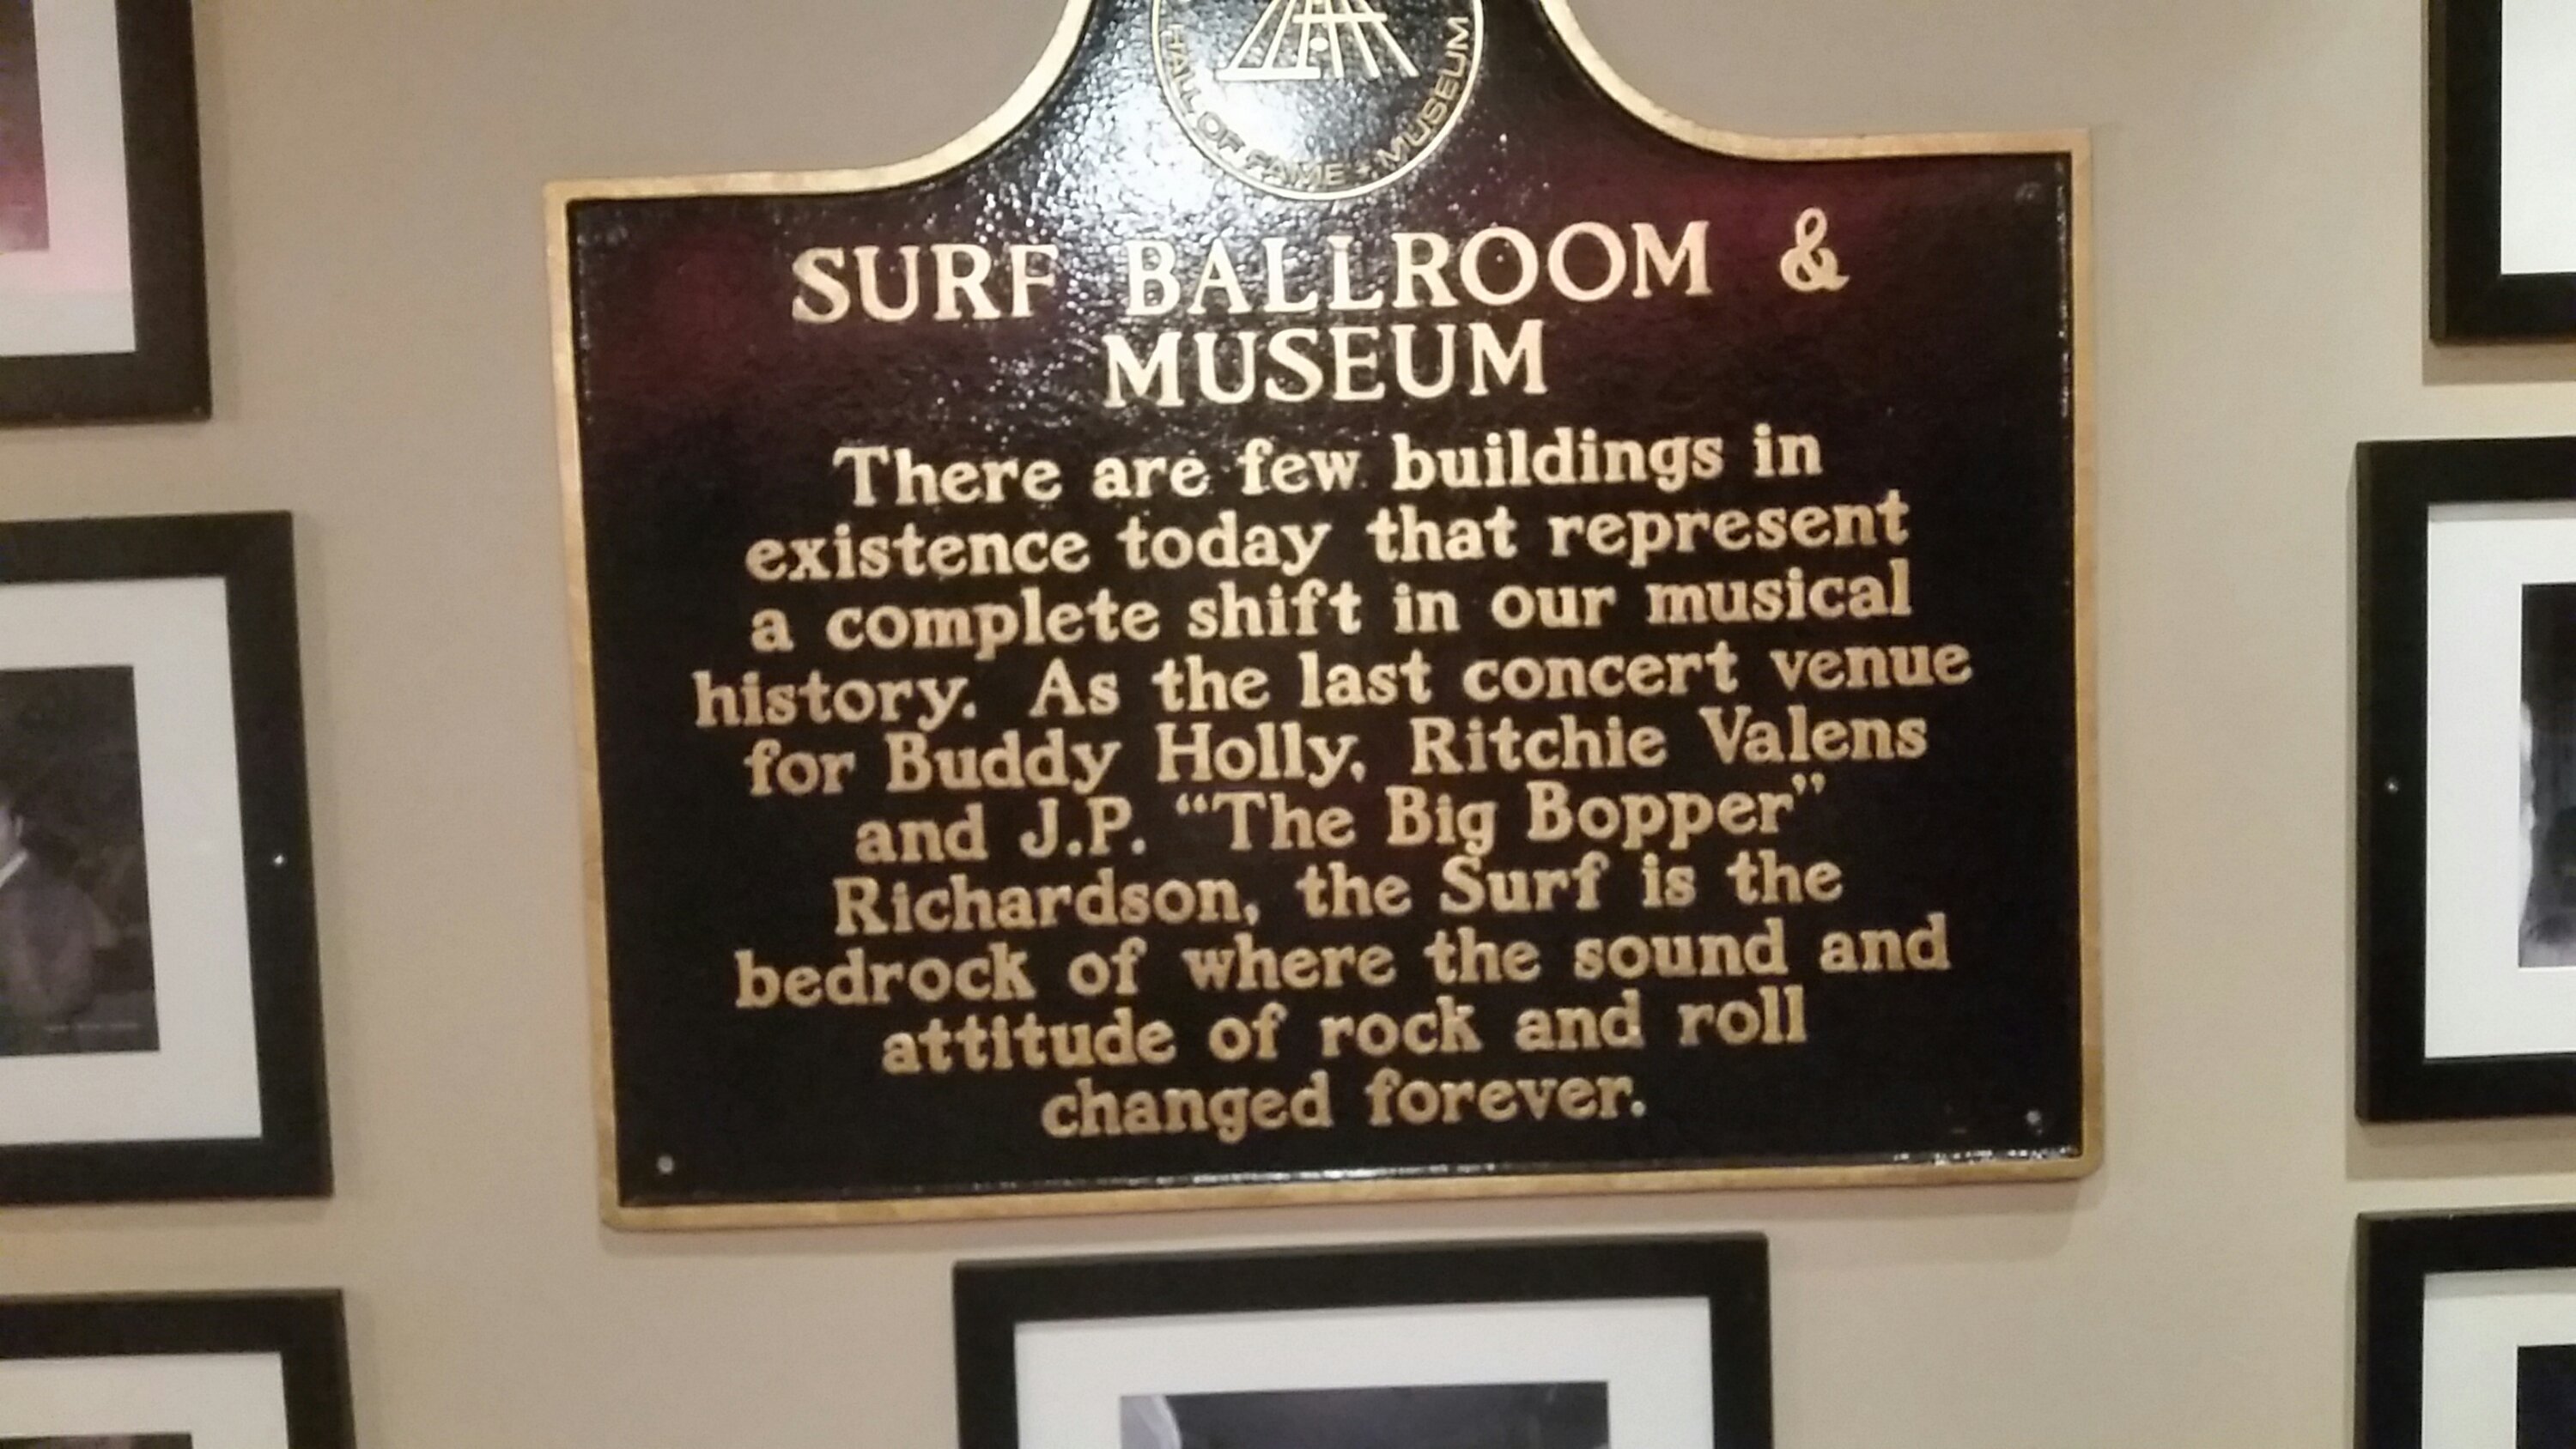 HALL OF FAME + MUSEUM
SURF BALLROOM &
MUSEUM
There are few buildings in
existence today that represent
a complete shift in our musical
history. As the last concert venue
for Buddy Holly, Ritchie Valens
and J.P. “The Big Bopper”
Richardson, the Surf is the
bedrock of where the sound and
attitude of rock and roll
changed forever.